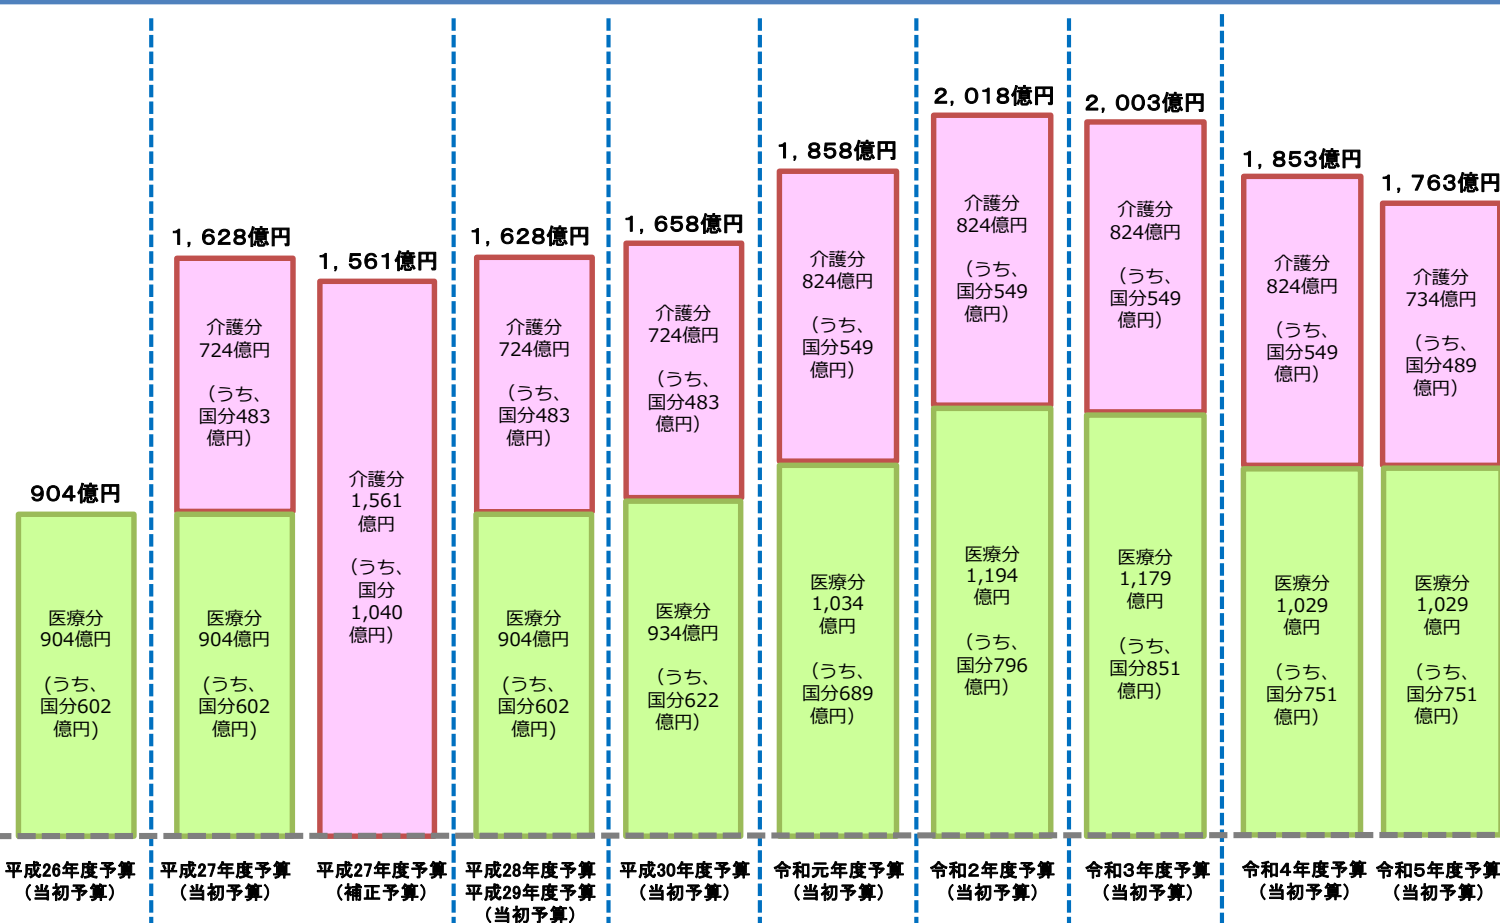 904億円
医療分
904億円
(うち、
国分602
億円)
平成26年度予算
(当初予算)
1,628億円
介護分
724億円
(うち、
国分483
億円)
医療分
904億円
(うち、
国分602
億円)
平成27年度予算
(当初予算)
1,561億円
介護分
1,561
億円
(うち、
国分
1,040
億円)
平成27年度予算
(補正予算)
1,628億円
介護分
724億円
(うち、
国分483
億円)
医療分
904億円
(うち、
国分602
億円)
平成28年度予算
平成29年度予算
(当初予算)
1,658億円
介護分
724億円
(うち、
国分483
億円)
医療分
934億円
(うち、
国分622
億円)
平成30年度予算
(当初予算)
1,858億円
介護分
824億円
(うち、
国分549
億円)
医療分
1,034
億円
(うち、
国分689
億円)
令和元年度予算
(当初予算)
2,018億円
介護分
824億円
(うち、
国分549
億円)
医療分
1,194
億円
(うち、
国分796
億円)
令和2年度予算
(当初予算)
2,003億円
介護分
824億円
(うち、
国分549
億円)
医療分
1,179
億円
(うち、
国分851
億円)
令和3年度予算
(当初予算)
1,853億円
介護分
824億円
(うち、
国分549
億円)
医療分
1,029
億円
(うち、
国分751
億円)
令和4年度予算
(当初予算)
1,763億円
介護分
734億円
(うち、
国分489
億円)
医療分
1,029
億円
(うち、
国分751
億円)
令和5年度予算
(当初予算)